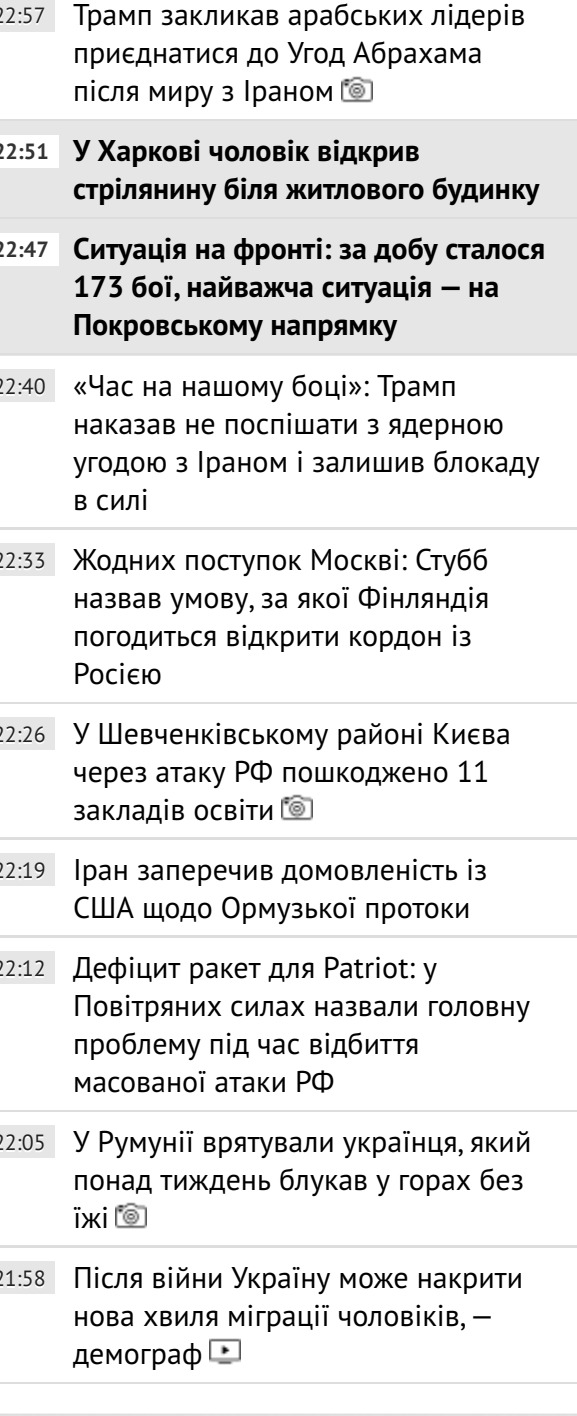 22:57 Трамп закликав арабських лідерів
приєднатися до Угод Абрахама
після миру з Іраном
22:51 У Харкові чоловік відкрив
стрілянину біля житлового будинку
22:47 Ситуація на фронті: за добу сталося
173 бої, найважча ситуація — на
Покровському напрямку
22:40 «Час на нашому боці»: Трамп
наказав не поспішати з ядерною
угодою з Іраном і залишив блокаду
в силі
22:33 Жодних поступок Москві: Стубб
назвав умову, за якої Фінляндія
погодиться відкрити кордон із
Росією
22:26 У Шевченківському районі Києва
через атаку РФ пошкоджено 11
закладів освіти
22:19 Іран заперечив домовленість із
США щодо Ормузької протоки
22:12 Дефіцит ракет для Patriot: у
Повітряних силах назвали головну
проблему під час відбиття
масованої атаки РФ
22:05 У Румунії врятували українця, який
понад тиждень блукав у горах без
їжі
21:58 Після війни Україну може накрити
нова хвиля міграції чоловіків, —
демограф